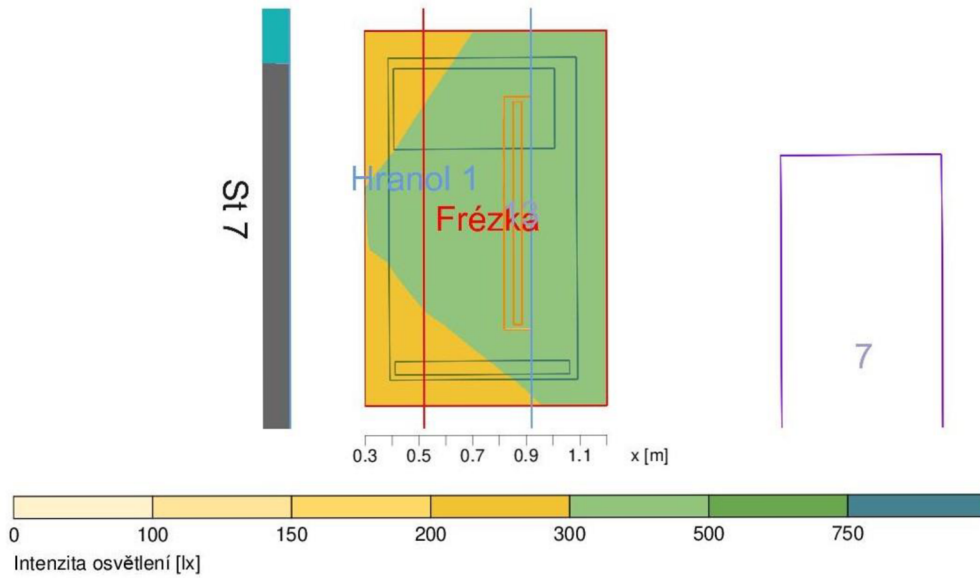 St 7
Hranol 1
13
Frézka
7
0.3 0.5 0.7 0.9 1.1 x [m]
0 100 150 200 300 500 750
Intenzita osvětlení [lx]